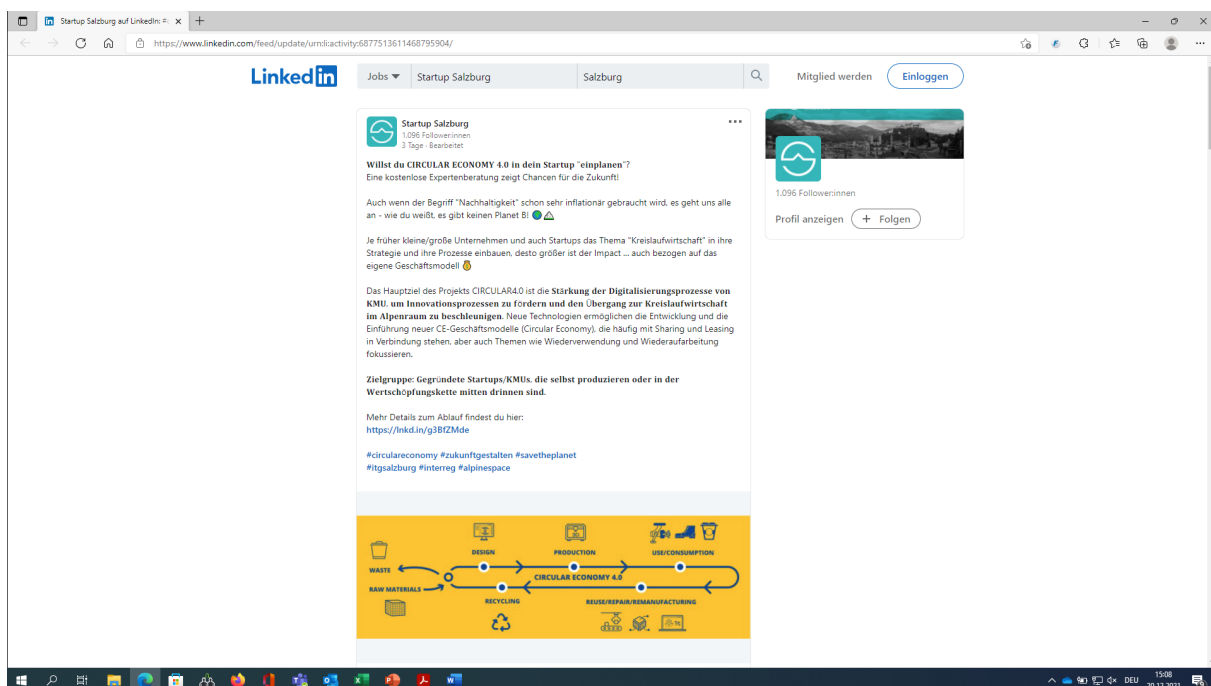 Startup Salzburg auf LinkedIn: #c
https://www.linkedin.com/feed/update/urn:li:activity:6877513611468795904/
Linked in
Jobs
Startup Salzburg
Salzburg
Mitglied werden
Einloggen
Startup Salzburg
1.096 Follower:innen
3 Tage · Bearbeitet
Willst du CIRCULAR ECONOMY 4.0 in dein Startup "einplanen"?
Eine kostenlose Expertenberatung zeigt Chancen für die Zukunft!
Auch wenn der Begriff "Nachhaltigkeit" schon sehr inflationär gebraucht wird, es geht uns alle
an - wie du weißt, es gibt keinen Planet B!
Je früher kleine/große Unternehmen und auch Startups das Thema "Kreislaufwirtschaft" in ihre
Strategie und ihre Prozesse einbauen, desto größer ist der Impact ... auch bezogen auf das
eigene Geschäftsmodell
Das Hauptziel des Projekts CIRCULAR4.0 ist die Stärkung der Digitalisierungsprozesse von
KMU, um Innovationsprozessen zu fördern und den Übergang zur Kreislaufwirtschaft
im Alpenraum zu beschleunigen. Neue Technologien ermöglichen die Entwicklung und die
Einführung neuer CE-Geschäftsmodelle (Circular Economy), die häufig mit Sharing und Leasing
in Verbindung stehen, aber auch Themen wie Wiederverwendung und Wiederaufarbeitung
fokussieren.
Zielgruppe: Gegründete Startups/KMUs, die selbst produzieren oder in der
Wertschöpfungskette mitten drinnen sind.
Mehr Details zum Ablauf findest du hier:
https://lnkd.in/g3BfZMde
#circulareconomy #zukunftgestalten #savetheplanet
#itgsalzburg #interreg #alpinespace
1.096 Follower:innen
Profil anzeigen
+ Folgen
DESIGN
PRODUCTION
USE/CONSUMPTION
WASTE
CIRCULAR ECONOMY 4.0
RAW MATERIALS
RECYCLING
REUSE/REPAIR/REMANUFACTURING
DEU
15:08
20.12.2021